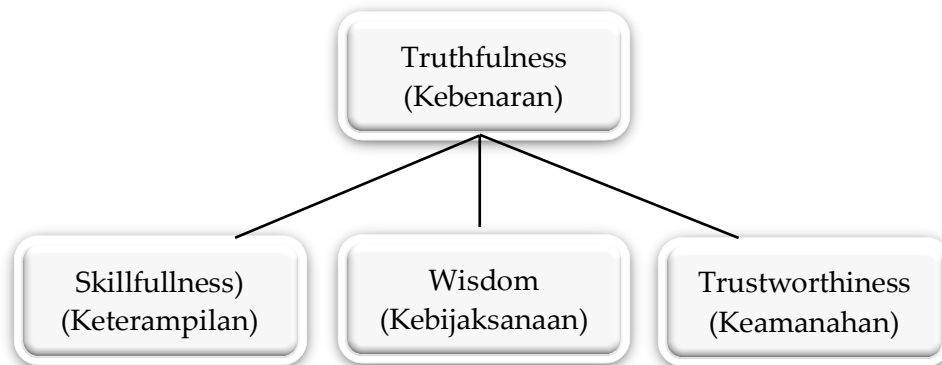 Truthfulness
(Kebenaran)
Skillfullness)
(Keterampilan)
Wisdom
(Kebijaksanaan)
Trustworthiness
(Keamanahan)